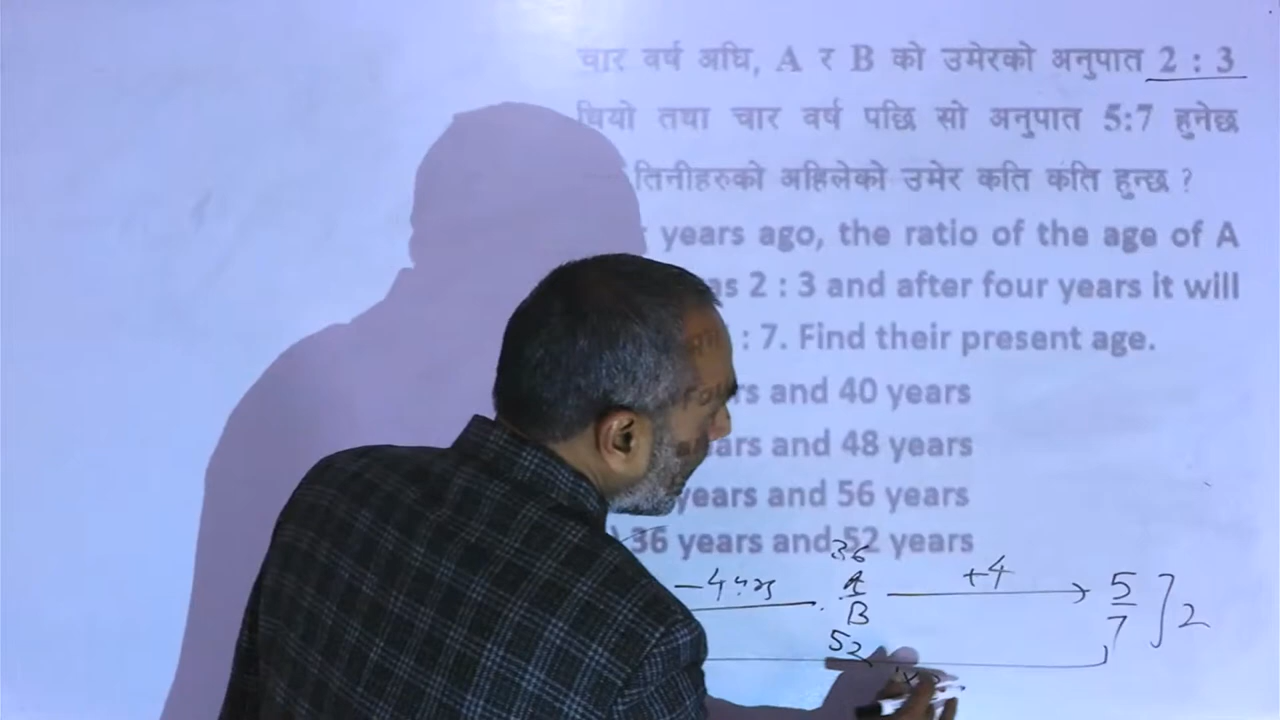 चार वर्ष अघि, A र B को उमेरको अनुपात 2 : 3
थियो तथा चार वर्ष पछि सो अनुपात 5:7 हुनेछ
तिनीहरुको अहिलेको उमेर कति कति हुन्छ ?
years ago, the ratio of the age of A
as 2 : 3 and after four years it will
: 7. Find their present age.
and 40 years
ars and 48 years
years and 56 years
36 years and 52 years
36
-4 yrs A/B +4 5/7 ] 2
52